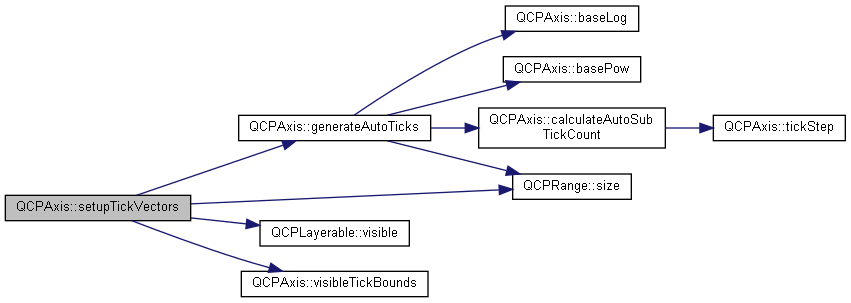 QCPAxis::baseLog
QCPAxis::basePow
QCPAxis::generateAutoTicks
QCPAxis::calculateAutoSub
TickCount
QCPAxis::tickStep
QCPRange::size
QCPAxis::setupTickVectors
QCPLayerable::visible
QCPAxis::visibleTickBounds